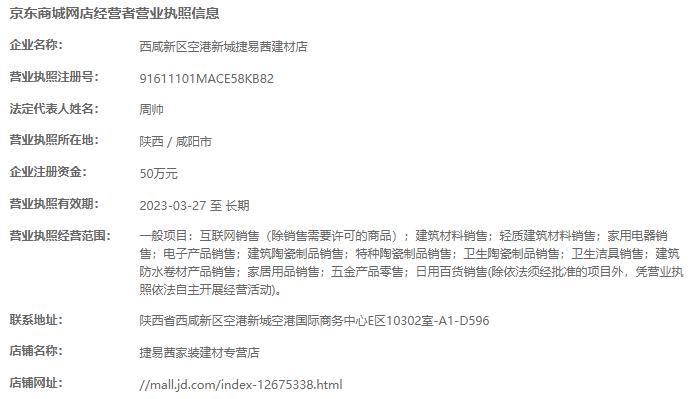 京东商城网店经营者营业执照信息
企业名称： 西咸新区空港新城捷易茜建材店
营业执照注册号： 91611101MACE58KB82
法定代表人姓名： 周帅
营业执照所在地： 陕西 / 咸阳市
企业注册资金： 50万元
营业执照有效期： 2023-03-27 至 长期
营业执照经营范围： 一般项目：互联网销售（除销售需要许可的商品）；建筑材料销售；轻质建筑材料销售；家用电器销
售；电子产品销售；建筑陶瓷制品销售；特种陶瓷制品销售；卫生陶瓷制品销售；卫生洁具销售；建筑
防水卷材产品销售；家居用品销售；五金产品零售；日用百货销售(除依法须经批准的项目外，凭营业执
照依法自主开展经营活动)。
联系地址： 陕西省西咸新区空港新城空港国际商务中心E区10302室-A1-D596
店铺名称： 捷易茜家装建材专营店
店铺网址： //mall.jd.com/index-12675338.html